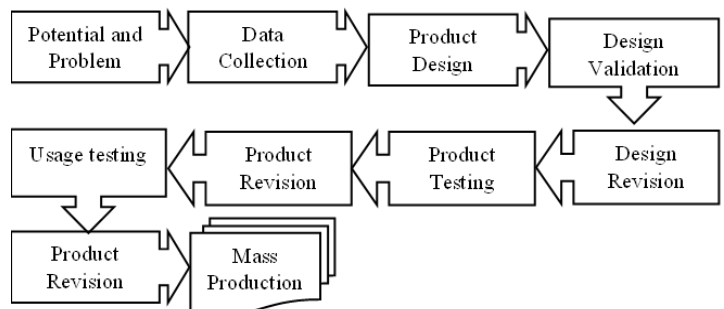 Potential and
Problem
Data
Collection
Product
Design
Design
Validation
Design
Revision
Product
Testing
Product
Revision
Usage testing
Product
Revision
Mass
Production